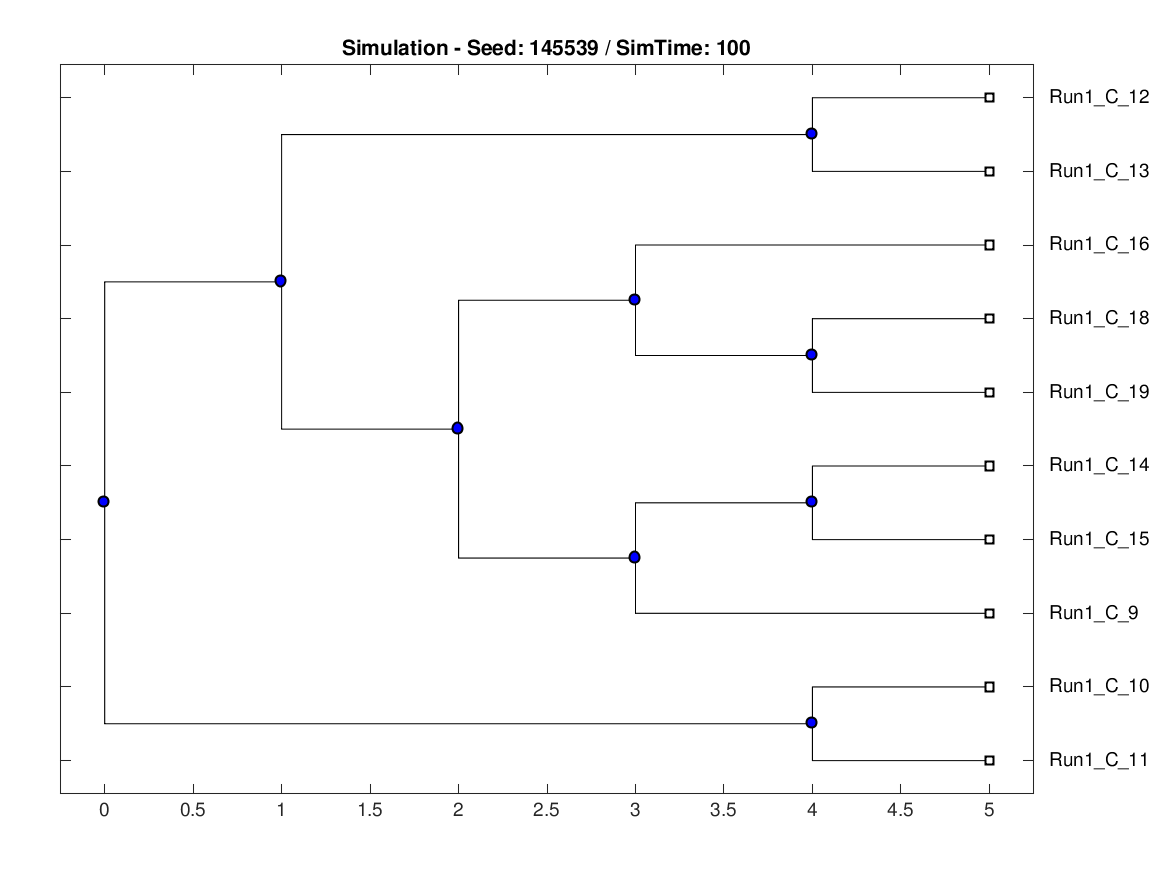 Simulation - Seed: 145539 / SimTime: 100
Run1_C_12
Run1_C_13
Run1_C_16
Run1_C_18
Run1_C_19
Run1_C_14
Run1_C_15
Run1_C_9
Run1_C_10
Run1_C_11
0 0.5 1 1.5 2 2.5 3 3.5 4 4.5 5